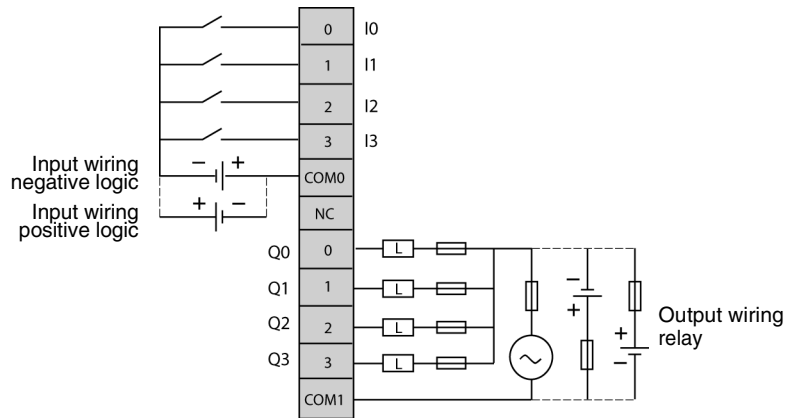 0 I0
1 I1
2 I2
3 I3
Input wiring
negative logic
− +
COM0
Input wiring
positive logic
+ −
NC
Q0 0 L
Q1 1 L
Q2 2 L
Q3 3 L
− +
+ −
Output wiring
relay
COM1